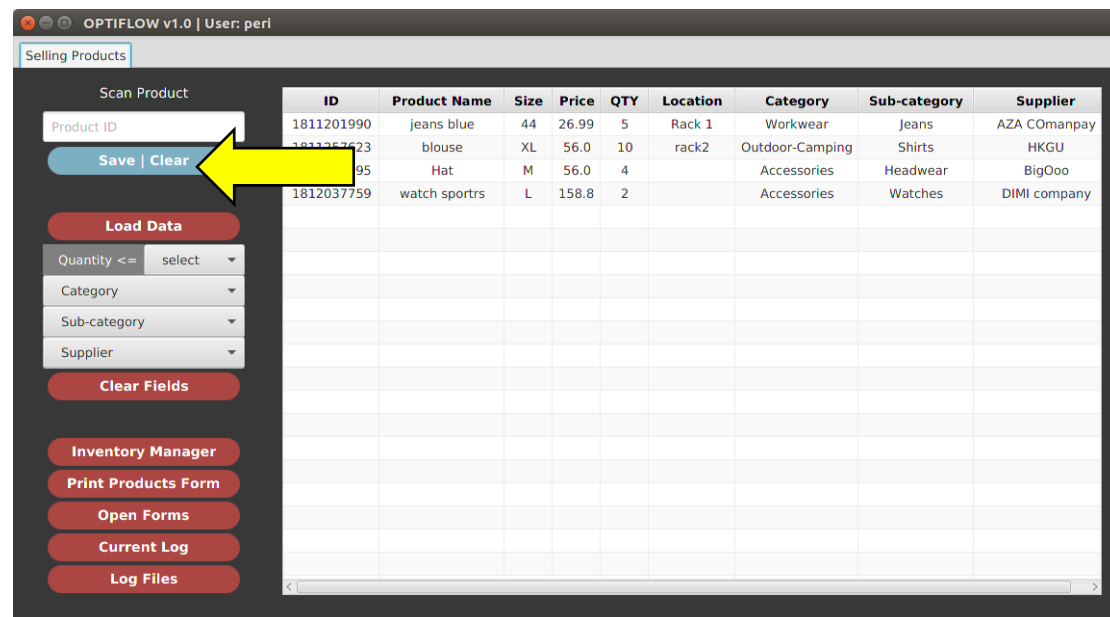 OPTIFLOW v1.0 | User: peri
Selling Products
Scan Product
Product ID
Save | Clear
Load Data
Quantity <= select
Category
Sub-category
Supplier
Clear Fields
Inventory Manager
Print Products Form
Open Forms
Current Log
Log Files
ID Product Name Size Price QTY Location Category Sub-category Supplier
1811201990 jeans blue 44 26.99 5 Rack 1 Workwear Jeans AZA COmanpay
blouse XL 56.0 10 rack2 Outdoor-Camping Shirts HKGU
Hat M 56.0 4 Accessories Headwear BigOoo
1812037759 watch sportrs L 158.8 2 Accessories Watches DIMI company